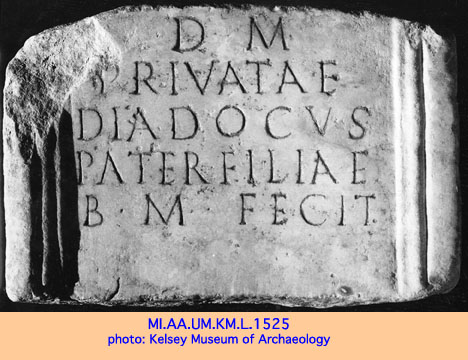 D M
PRIVATAE
DIADOCVS
PATER FILIAE
B · M · FECIT
MI.AA.UM.KM.L.1525
photo: Kelsey Museum of Archaeology